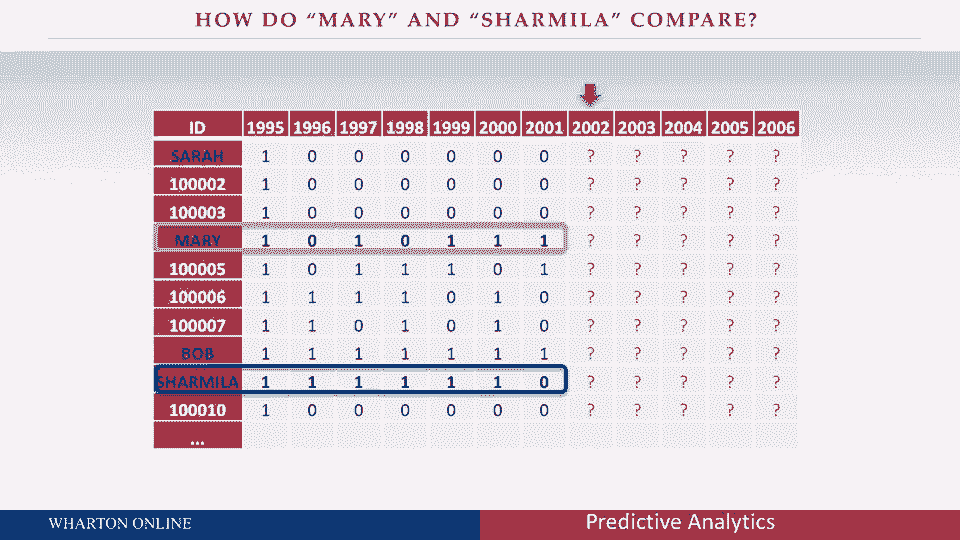 HOW DO “MARY” AND “SHARMILA” COMPARE?
ID 1995 1996 1997 1998 1999 2000 2001 2002 2003 2004 2005 2006
SARAH 1 0 0 0 0 0 0 ? ? ? ? ?
100002 1 0 0 0 0 0 0 ? ? ? ? ?
100003 1 0 0 0 0 0 0 ? ? ? ? ?
MARY 1 0 1 0 1 1 1 ? ? ? ? ?
100005 1 0 1 1 1 0 1 ? ? ? ? ?
100006 1 1 1 1 0 1 0 ? ? ? ? ?
100007 1 1 0 1 0 1 0 ? ? ? ? ?
BOB 1 1 1 1 1 1 1 ? ? ? ? ?
SHARMILA 1 1 1 1 1 1 0 ? ? ? ? ?
100010 1 0 0 0 0 0 0 ? ? ? ? ?
...
WHARTON ONLINE
Predictive Analytics